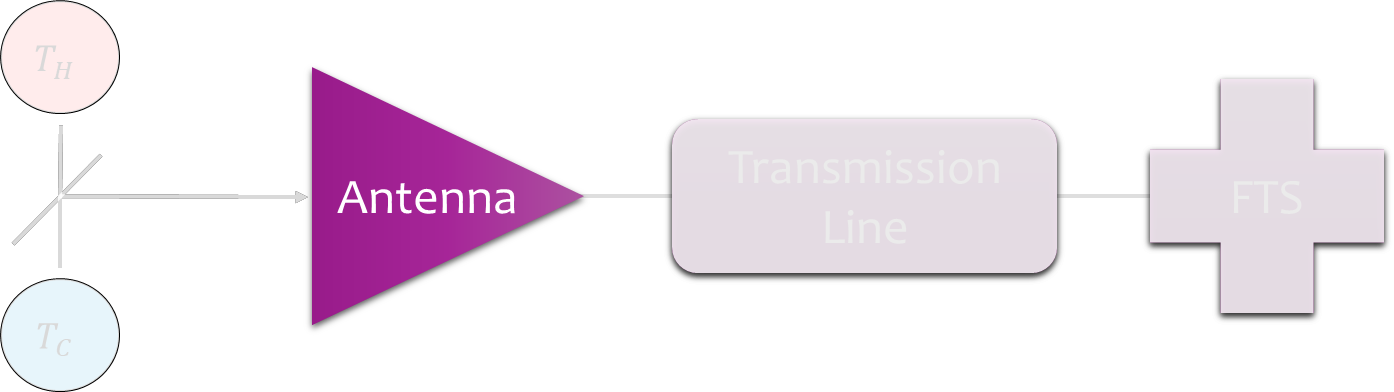 T_H
Antenna
Transmission
Line
FTS
T_C